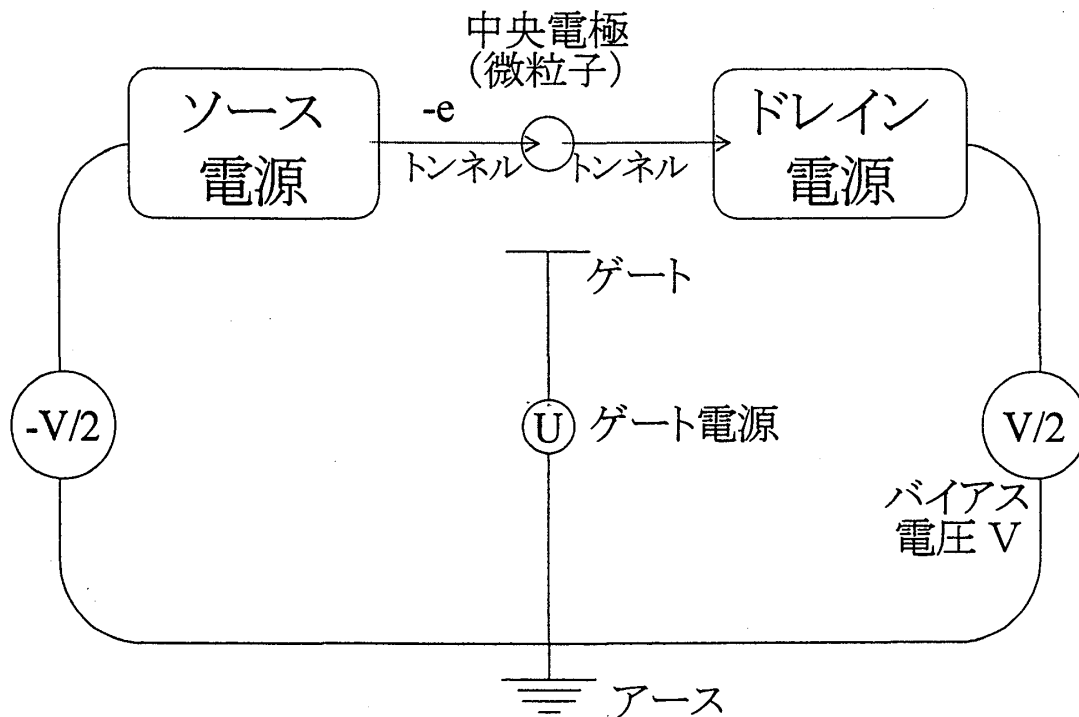 中央電極
(微粒子)
ソース
電源
-e
トンネル
トンネル
ドレイン
電源
ゲート
-V/2
U
ゲート電源
V/2
バイアス
電圧 V
アース